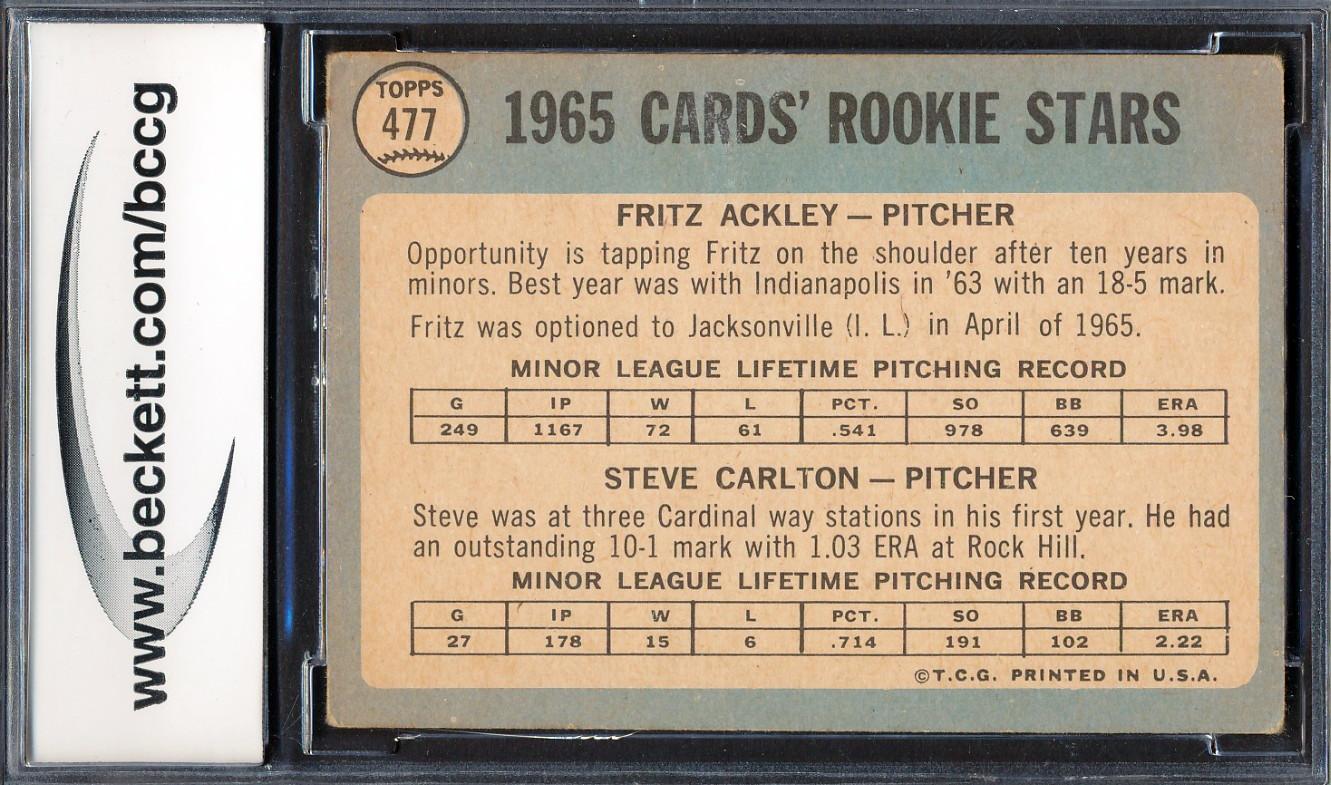 www.beckett.com/bccg
TOPPS
477
1965 CARDS' ROOKIE STARS
FRITZ ACKLEY — PITCHER
Opportunity is tapping Fritz on the shoulder after ten years in
minors. Best year was with Indianapolis in '63 with an 18-5 mark.
Fritz was optioned to Jacksonville (I. L.) in April of 1965.
MINOR LEAGUE LIFETIME PITCHING RECORD
G IP W L PCT. SO BB ERA
249 1167 72 61 .541 978 639 3.98
STEVE CARLTON — PITCHER
Steve was at three Cardinal way stations in his first year. He had
an outstanding 10-1 mark with 1.03 ERA at Rock Hill.
MINOR LEAGUE LIFETIME PITCHING RECORD
G IP W L PCT. SO BB ERA
27 178 15 6 .714 191 102 2.22
©T.C.G. PRINTED IN U.S.A.